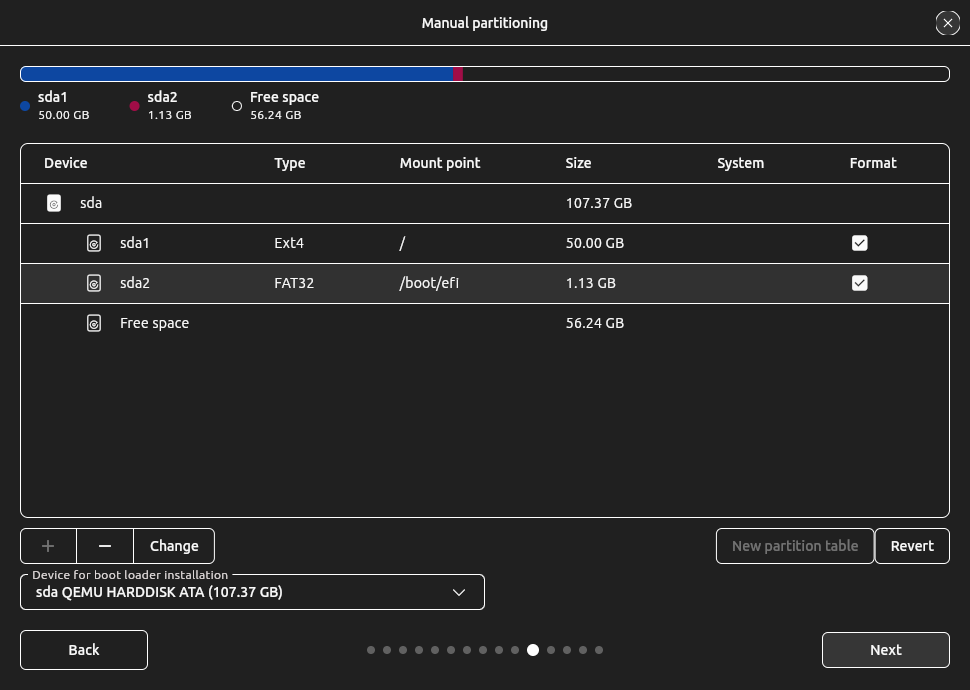 Manual partitioning
sda1
50.00 GB
sda2
1.13 GB
Free space
56.24 GB
Device Type Mount point Size System Format
sda 107.37 GB
sda1 Ext4 / 50.00 GB
sda2 FAT32 /boot/efi 1.13 GB
Free space 56.24 GB
Change
New partition table
Revert
Device for boot loader installation
sda QEMU HARDDISK ATA (107.37 GB)
Back
Next